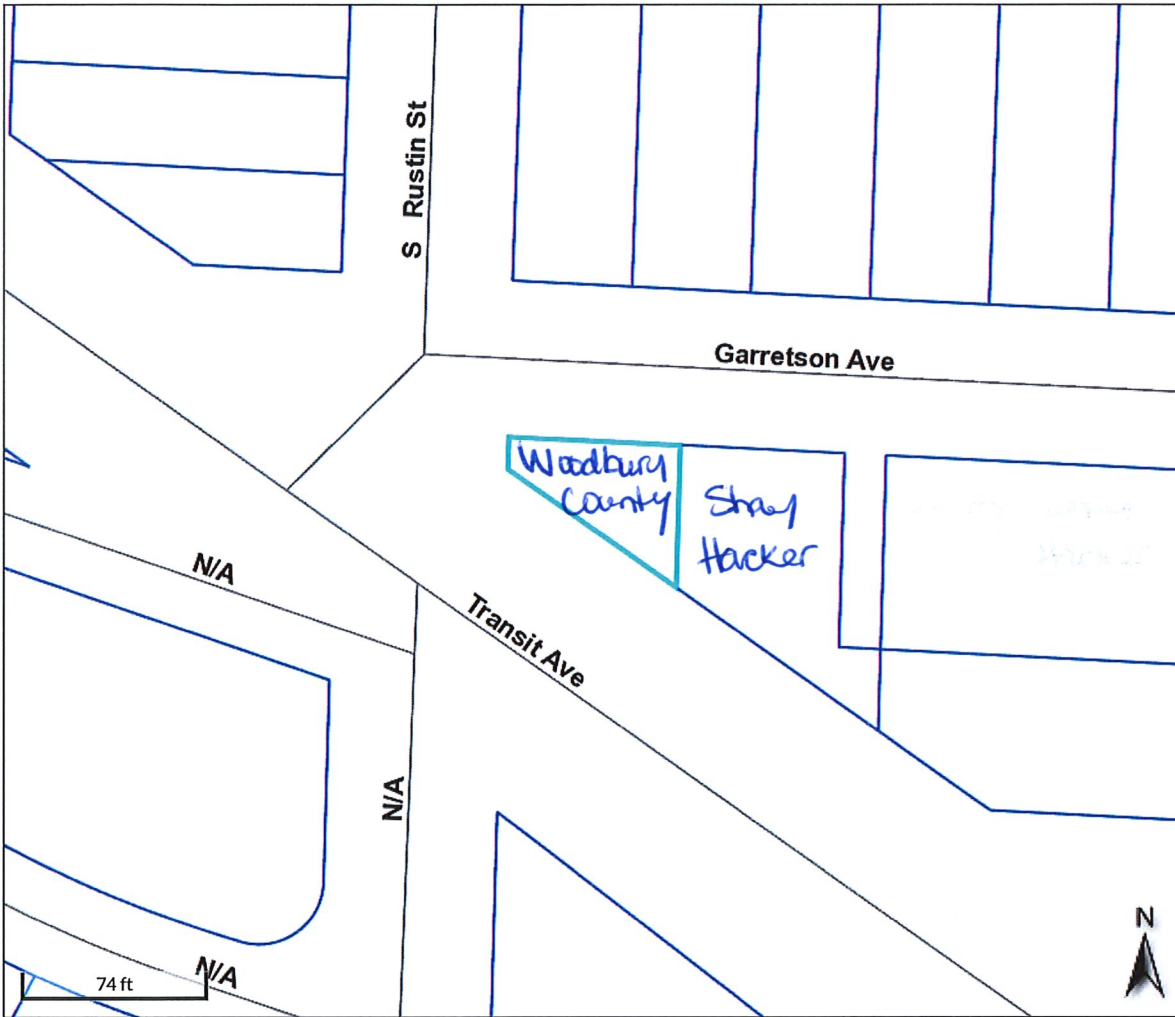 S Rustin St
Garretson Ave
Woodbury
County
Shay
Hacker
N/A
Transit Ave
N/A
N
N/A
74 ft